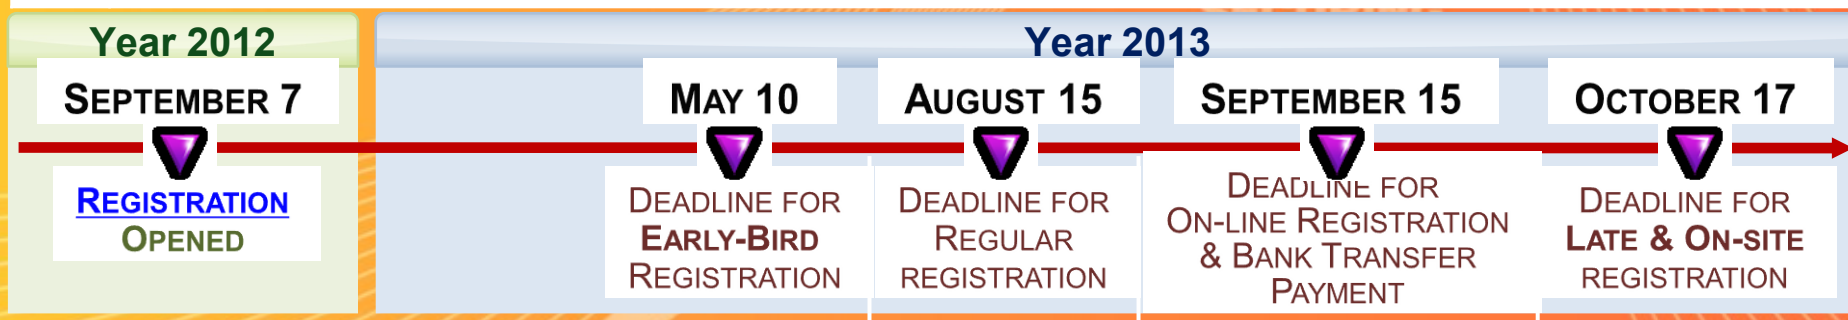 Year 2012
Year 2013
SEPTEMBER 7
MAY 10
AUGUST 15
SEPTEMBER 15
OCTOBER 17
REGISTRATION
OPENED
DEADLINE FOR
EARLY-BIRD
REGISTRATION
DEADLINE FOR
REGULAR
REGISTRATION
DEADLINE FOR
ON-LINE REGISTRATION
& BANK TRANSFER
PAYMENT
DEADLINE FOR
LATE & ON-SITE
REGISTRATION